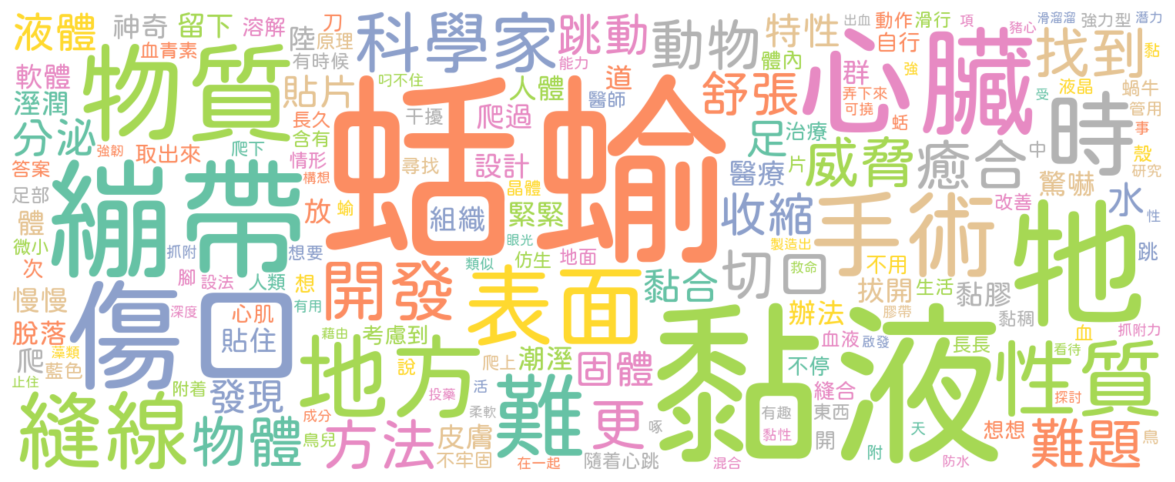 液體 神奇 留下 溶解 刀 科學家 跳動 動物 特性 出血 動作 滑行 項 滑溜溜 強力型 潛力
血青素 陸 原理 有時候 能力 體內 自行 豬心 找到 黏
軟體 物質 貼片 叼不住 人體 醫師 道 舒張 群 弄下來 可撓 強 心臟 液晶 蝸牛
溼潤 長久 干擾 爬過 蛞蝓 足 治療 蛞 受 管用
分泌 強韌 取出來 爬下 含有 情形 尋找 設計 醫療 片 威脅 癒合 中 時 事 殼
答案 足部 繃帶 構想 放 蝓 晶體 組織 緊緊 收縮 驚嚇 改善 水 研究 性
體 微小 抓附 想要 眼光 仿生 地面 製造出 手術 牠 跳
次 腳 設法 人類 想 類似 開發 表面 黏合 切口 救命 不用 拔開 生活 黏膠
慢慢 傷口 心肌 深度 有用 膠帶 辦法 黏稠 血 抓附力
脫落 貼住 藉由 考慮到 血液 啟發 長長 看待
爬 藻類 藍色 地方 說 爬上 潮溼 固體 不停 黏液 性質
止住 附着 發現 投藥 活 難 縫合 探討
縫線 物體 成分 鳥兒 方法 皮膚 柔軟 更 啄 有趣 東西 黏性 開 天 想想 難題 鳥
不牢固 在一起 隨着心跳 混合 附 防水